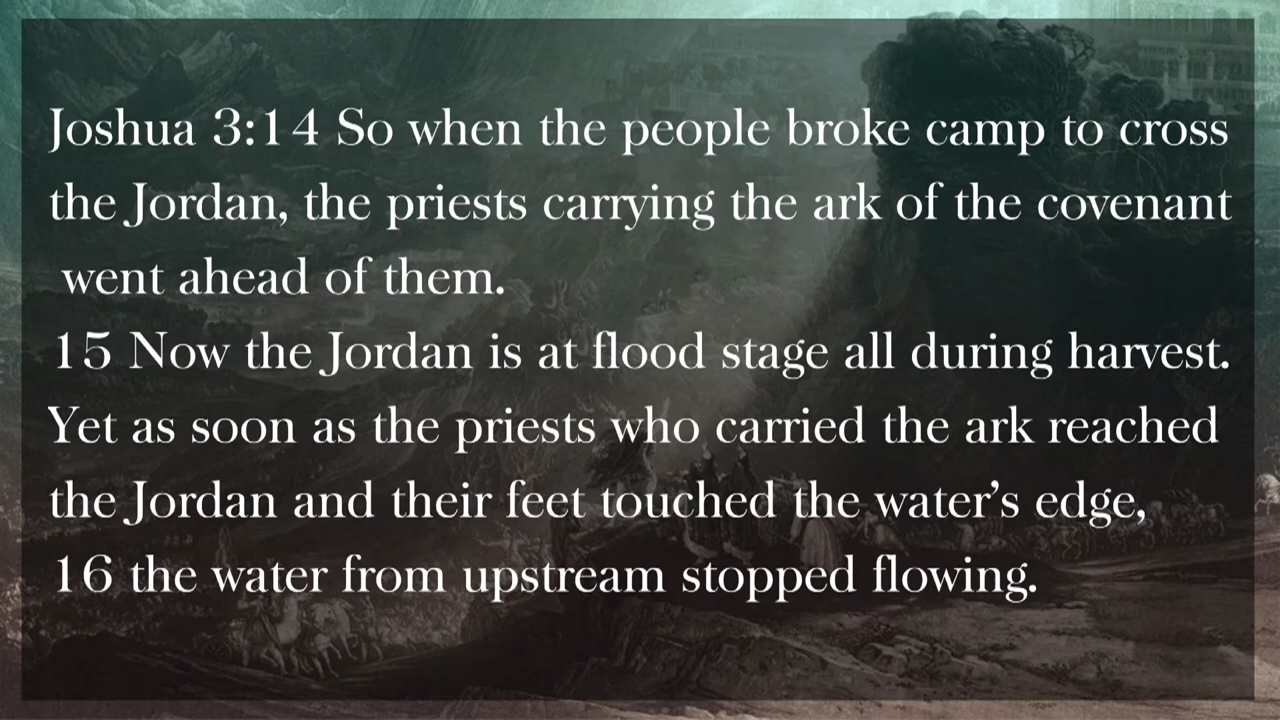 Joshua 3:14 So when the people broke camp to cross
the Jordan, the priests carrying the ark of the covenant
went ahead of them.
15 Now the Jordan is at flood stage all during harvest.
Yet as soon as the priests who carried the ark reached
the Jordan and their feet touched the water’s edge,
16 the water from upstream stopped flowing.